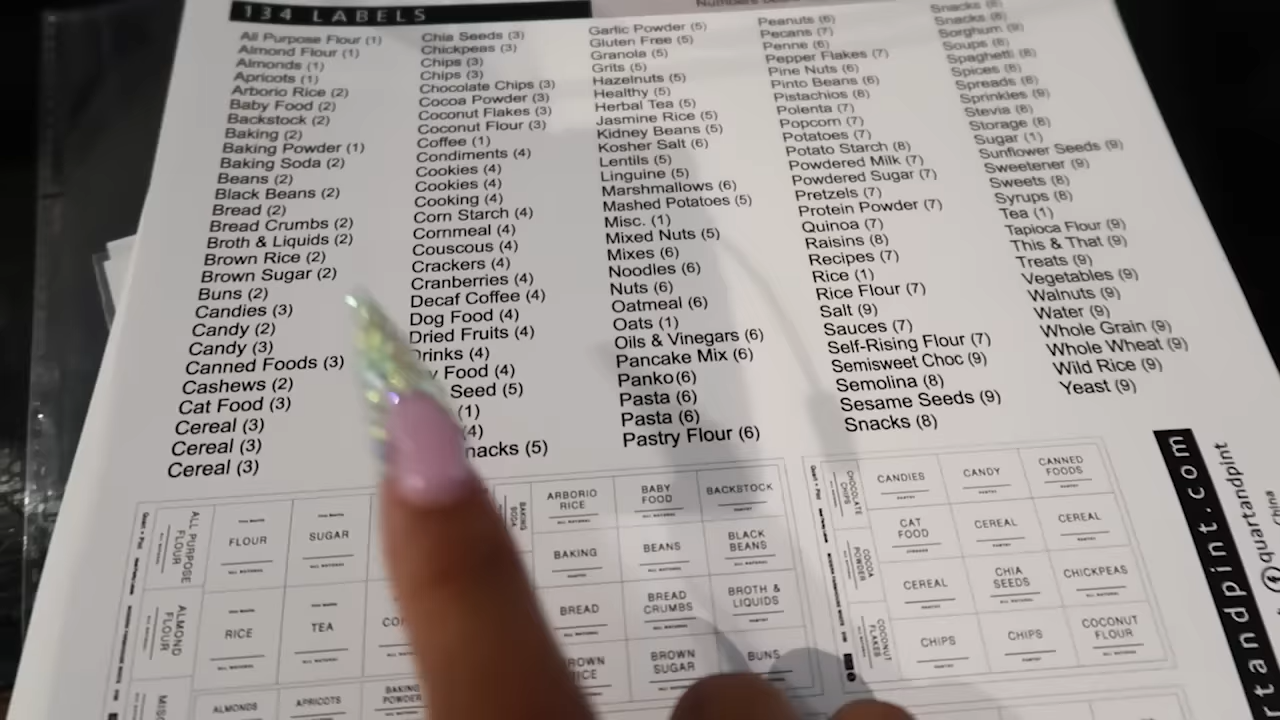 134 LABELS
All Purpose Flour (1)
Almond Flour (1)
Almonds (1)
Apricots (1)
Arborio Rice (2)
Baby Food (2)
Backstock (2)
Baking (2)
Baking Powder (1)
Baking Soda (2)
Beans (2)
Black Beans (2)
Bread (2)
Bread Crumbs (2)
Broth & Liquids (2)
Brown Rice (2)
Brown Sugar (2)
Buns (2)
Candies (3)
Candy (2)
Candy (3)
Canned Foods (3)
Cashews (2)
Cat Food (3)
Cereal (3)
Cereal (3)
Cereal (3)
Chia Seeds (3)
Chickpeas (3)
Chips (3)
Chips (3)
Chocolate Chips (3)
Cocoa Powder (3)
Coconut Flakes (3)
Coconut Flour (3)
Coffee (1)
Condiments (4)
Cookies (4)
Cookies (4)
Cooking (4)
Corn Starch (4)
Cornmeal (4)
Couscous (4)
Crackers (4)
Cranberries (4)
Decaf Coffee (4)
Dog Food (4)
Dried Fruits (4)
Drinks (4)
Food (4)
Seed (5)
(1)
(4)
nacks (5)
Garlic Powder (5)
Gluten Free (5)
Granola (5)
Grits (5)
Hazelnuts (5)
Healthy (5)
Herbal Tea (5)
Jasmine Rice (5)
Kidney Beans (5)
Kosher Salt (6)
Lentils (5)
Linguine (5)
Marshmallows (6)
Mashed Potatoes (5)
Misc. (1)
Mixed Nuts (5)
Mixes (6)
Noodles (6)
Nuts (6)
Oatmeal (6)
Oats (1)
Oils & Vinegars (6)
Pancake Mix (6)
Panko(6)
Pasta (6)
Pasta (6)
Pastry Flour (6)
Peanuts (6)
Pecans (7)
Penne (6)
Pepper Flakes (7)
Pine Nuts (6)
Pinto Beans (6)
Pistachios (8)
Polenta (7)
Popcorn (7)
Potatoes (7)
Potato Starch (8)
Powdered Milk (7)
Powdered Sugar (7)
Pretzels (7)
Protein Powder (7)
Quinoa (7)
Raisins (8)
Recipes (7)
Rice (1)
Rice Flour (7)
Salt (9)
Sauces (7)
Self-Rising Flour (7)
Semisweet Choc (9)
Semolina (8)
Sesame Seeds (9)
Snacks (8)
Snacks (8)
Snacks (8)
Sorghum (9)
Soups (8)
Spaghetti (8)
Spices (8)
Spreads (8)
Sprinkles (9)
Stevia (8)
Storage (8)
Sugar (1)
Sunflower Seeds (9)
Sweetener (9)
Sweets (8)
Syrups (8)
Tea (1)
Tapioca Flour (9)
This & That (9)
Treats (9)
Vegetables (9)
Walnuts (9)
Water (9)
Whole Grain (9)
Whole Wheat (9)
Wild Rice (9)
Yeast (9)
ALL PURPOSE
FLOUR
FLOUR
SUGAR
ALMOND
FLOUR
RICE
TEA
ALMONDS
APRICOTS
BAKING
POWDER
BAKING
SODA
ARBORIO
RICE
BABY
FOOD
BACKSTOCK
BAKING
BEANS
BLACK
BEANS
BREAD
BREAD
CRUMBS
BROTH &
LIQUIDS
BROWN
SUGAR
BUNS
CHOCOLATE
CHIPS
CANDIES
CANDY
CANNED
FOODS
COCOA
POWDER
CAT
FOOD
CEREAL
CEREAL
CEREAL
CHIA
SEEDS
CHICKPEAS
COCONUT
FLAKES
CHIPS
CHIPS
COCONUT
FLOUR
rtandpint.com
@quartandpint